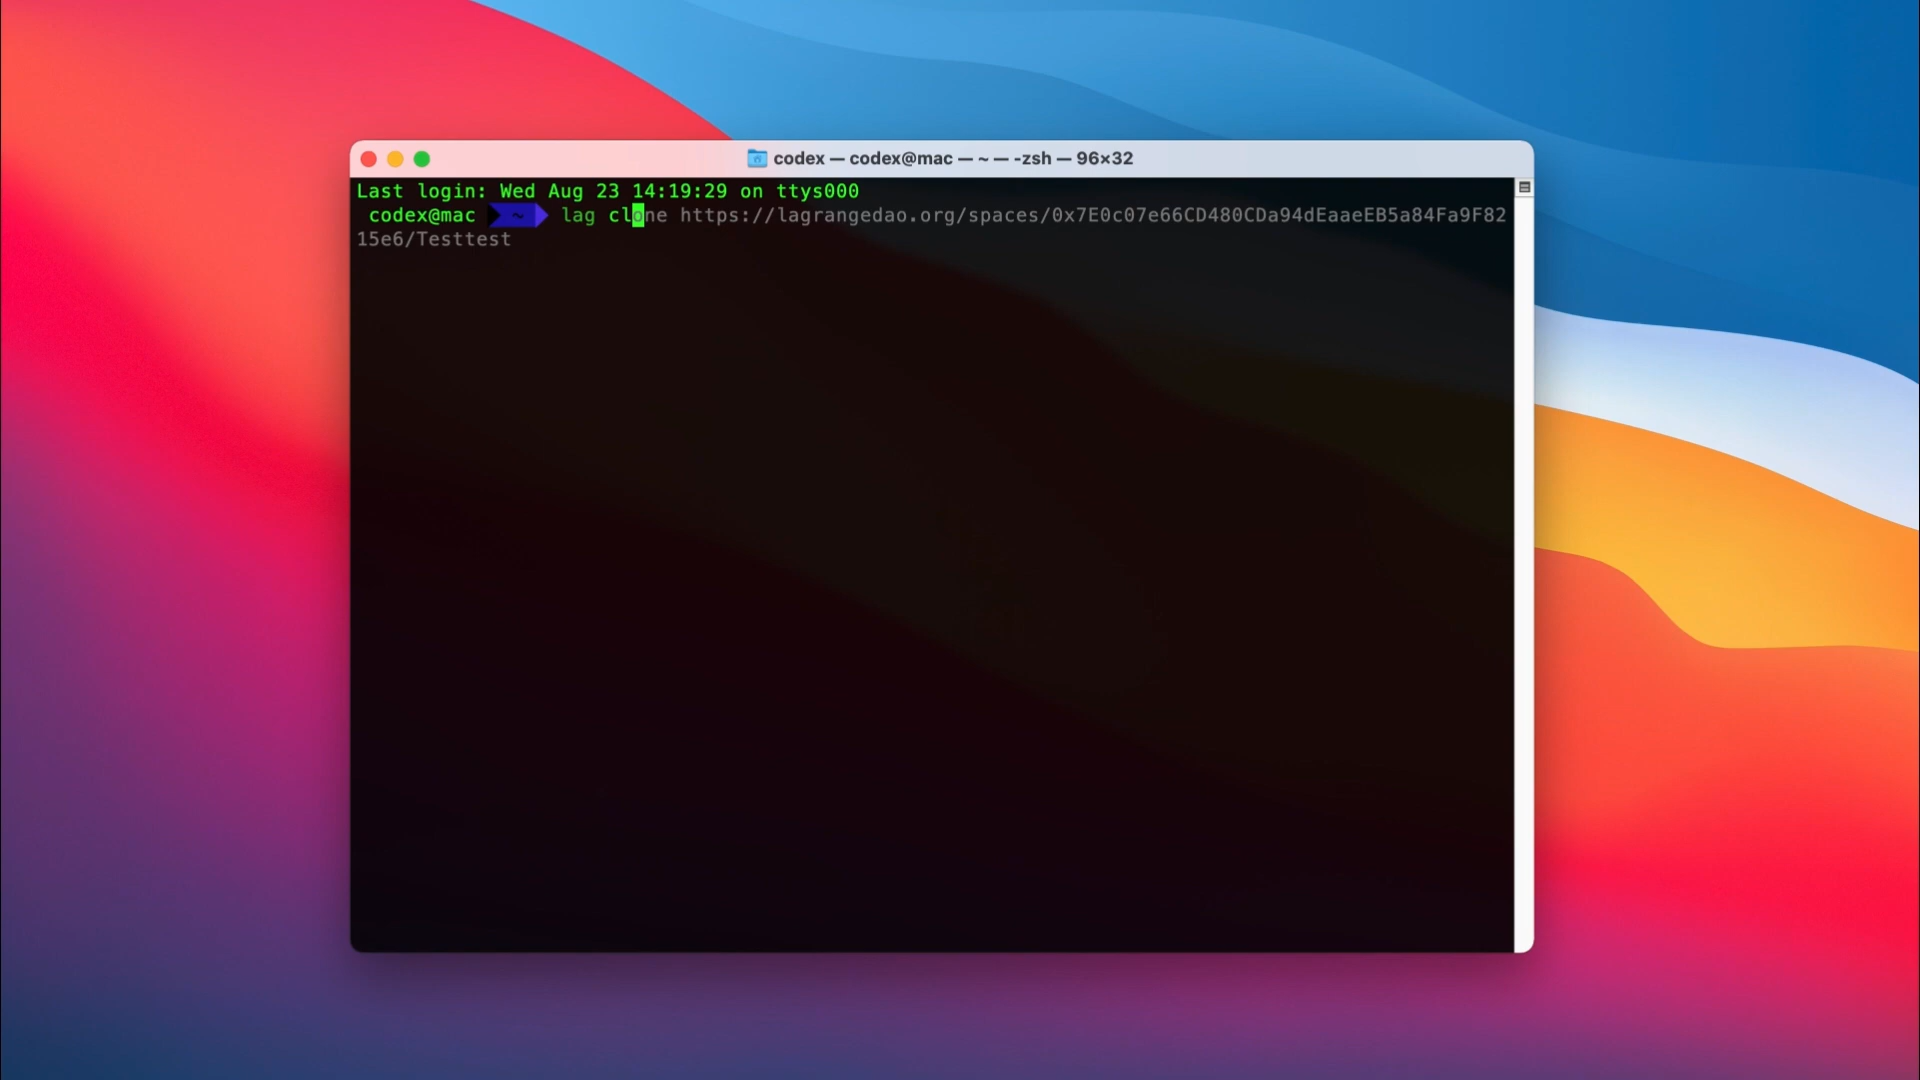 codex — codex@mac — ~ — -zsh — 96×32
Last login: Wed Aug 23 14:19:29 on ttys000
codex@mac ~ lag clone https://lagrangedao.org/spaces/0x7E0c07e66CD480CDa94dEaaeEB5a84Fa9F82
15e6/Testtest